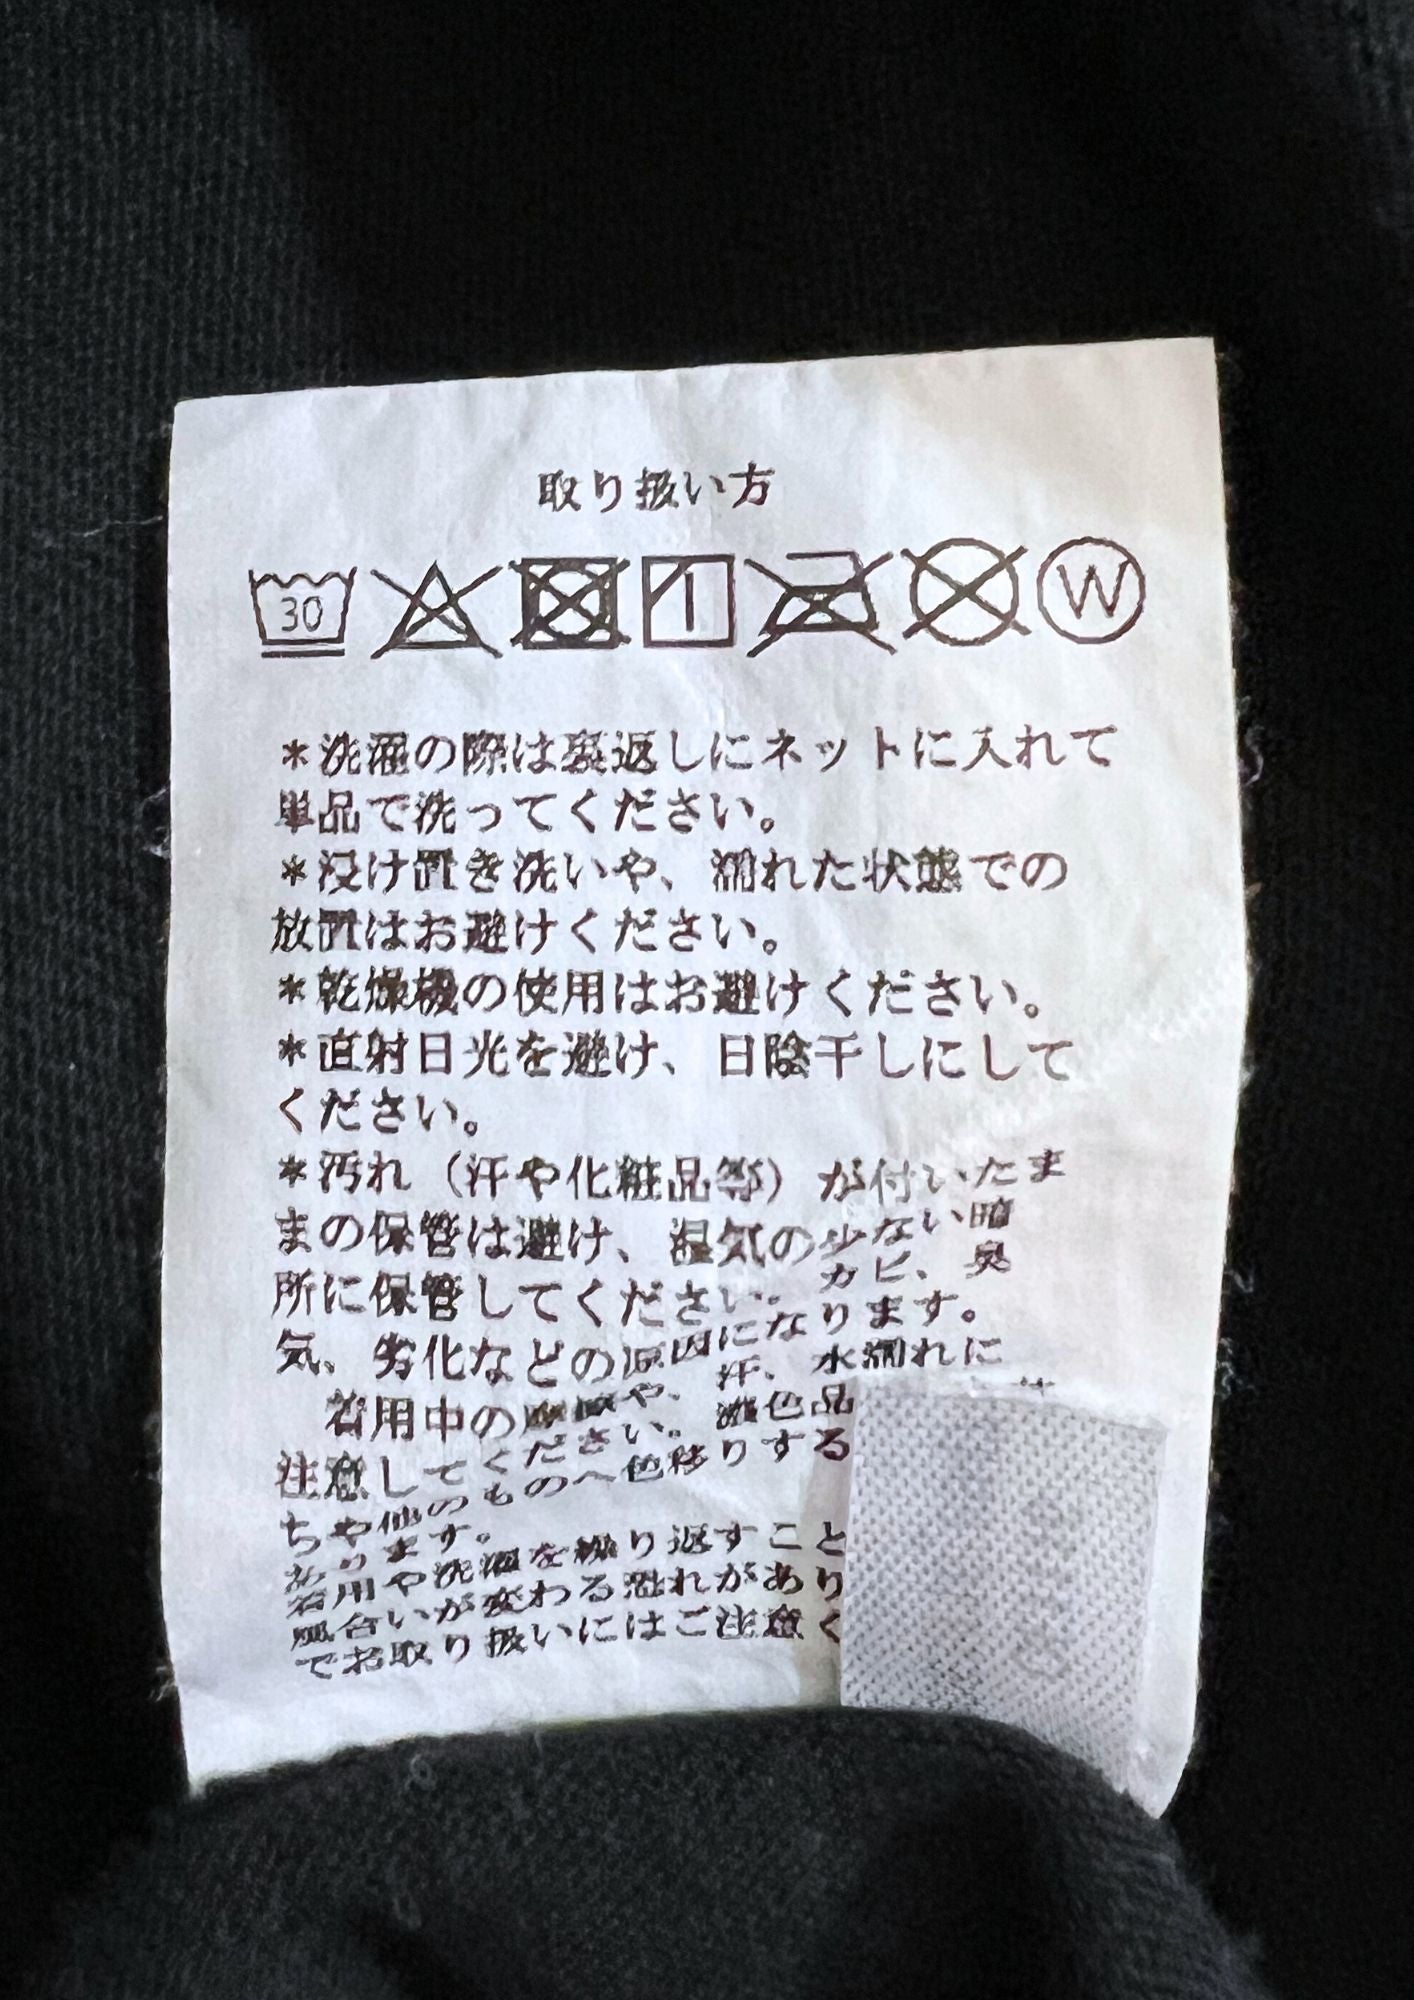 取り扱い方
30
W
*洗濯の際は裏返しにネットに入れて
単品で洗ってください。
*浸け置き洗いや、濡れた状態での
放置はお避けください。
*乾燥機の使用はお避けください。
*直射日光を避け、日陰干しにして
ください。
*汚れ（汗や化粧品等）が付いたま
まの保管は避け、湿気の少ない暗
所に保管してください。カビ、臭
気、劣化などの原因になります。
着用中の摩擦や、汗、水濡れに
注意してください。淡色品
ちや他のものへ色移りする
あります。
着用や洗濯を繰り返すこと
風合いが変わる恐れがあり
でお取り扱いにはご注意く